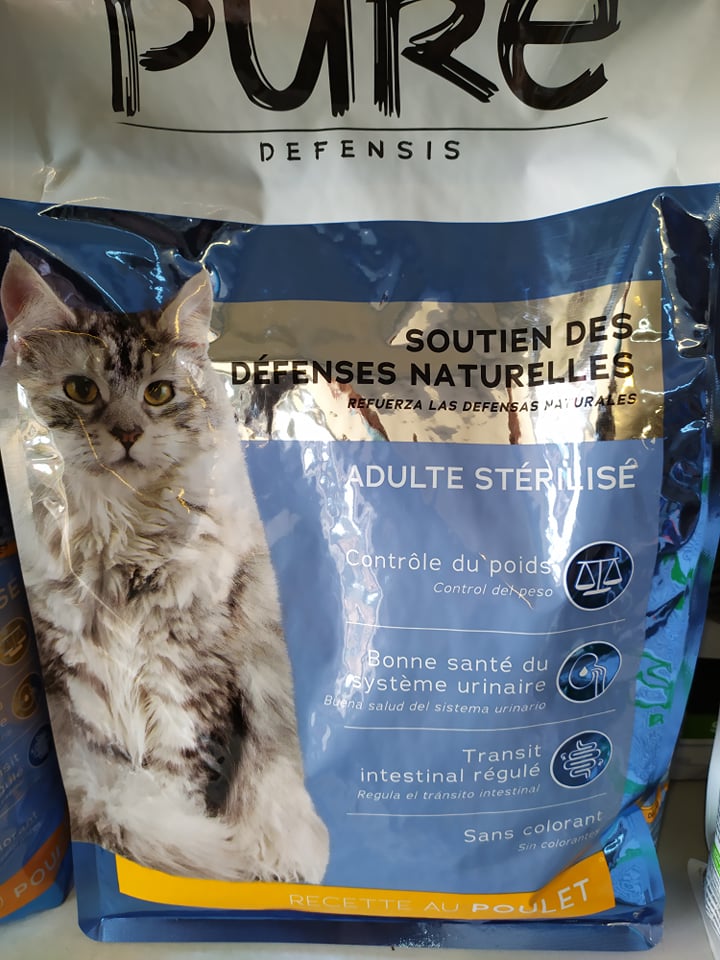 PURE
DEFENSIS
SOUTIEN DES
DÉFENSES NATURELLES
REFUERZA LAS DEFENSAS NATURALES
ADULTE STÉRILISÉ
Contrôle du poids
Control del peso
Bonne santé du
système urinaire
Buena salud del sistema urinario
Transit
intestinal régulé
Regula el tránsito intestinal
Sans colorant
Sin colorantes
RECETTE AU POULET